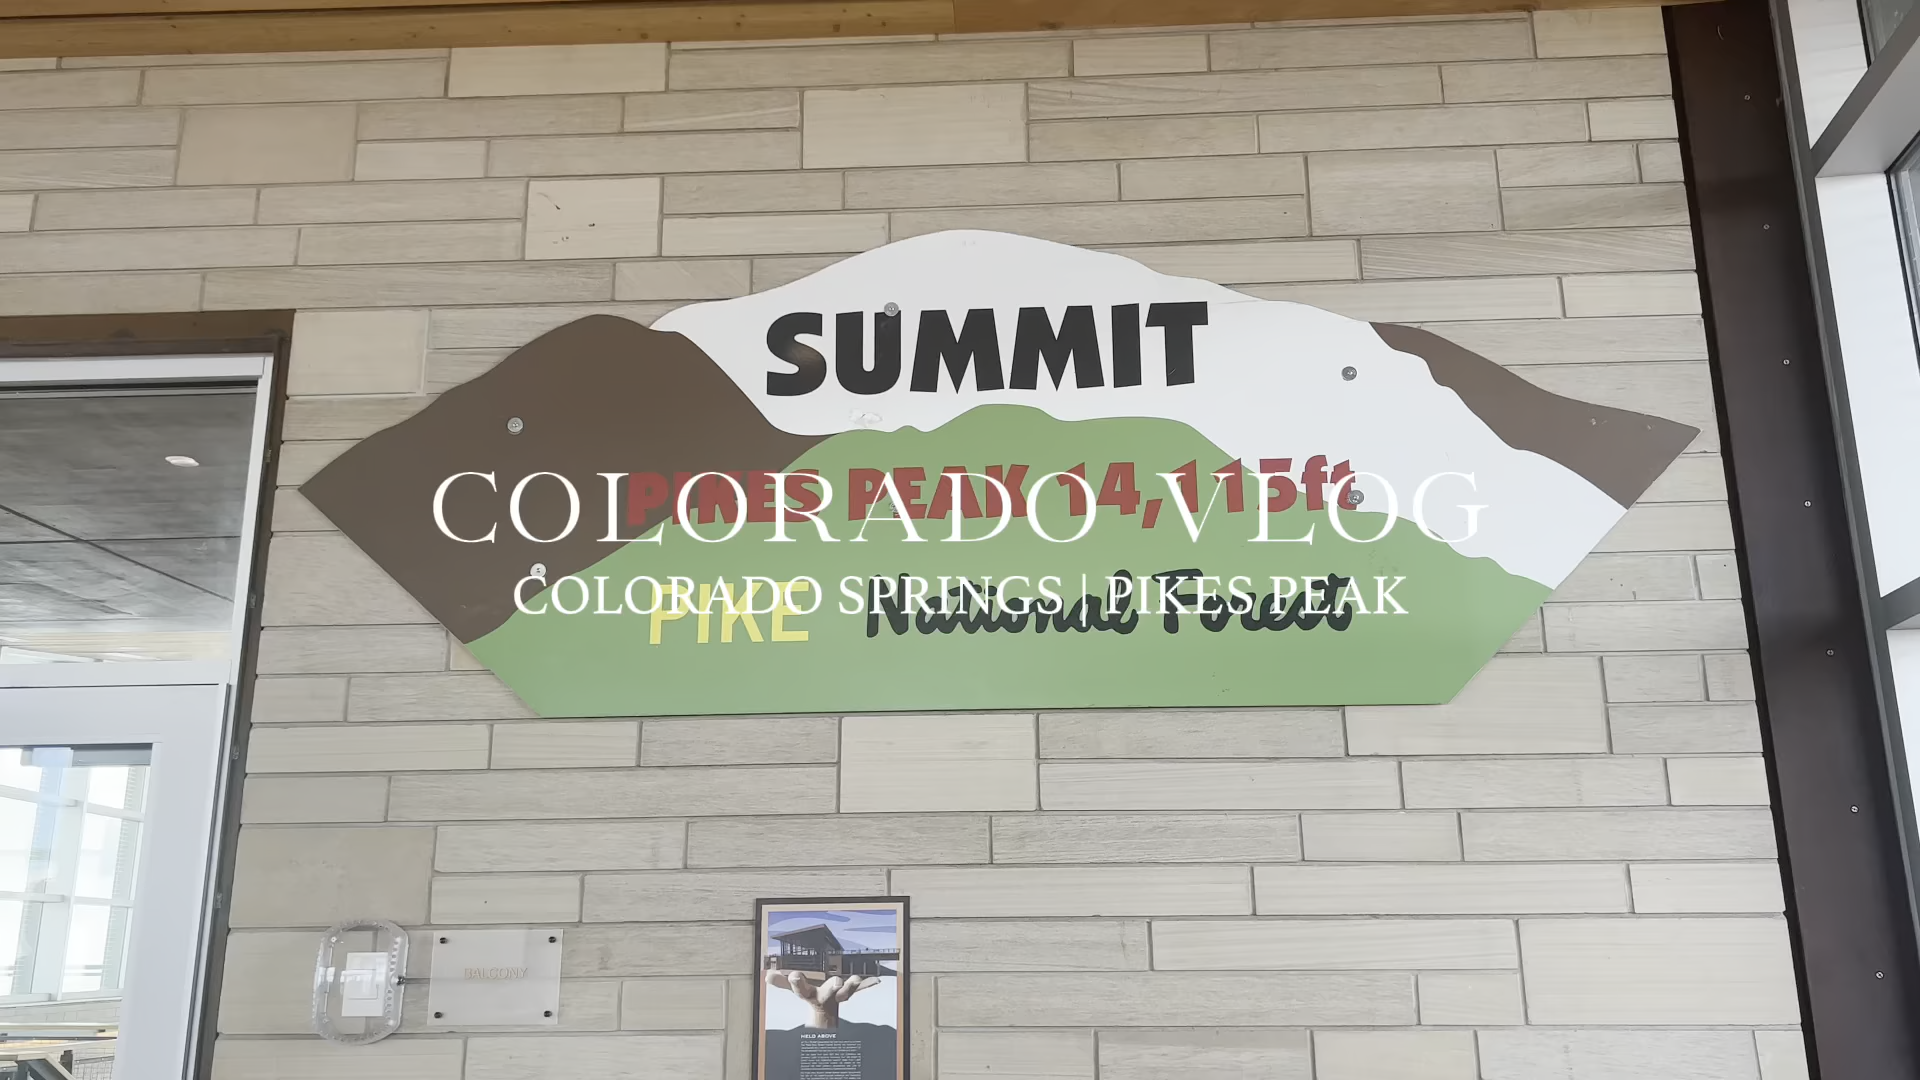 SUMMIT
PIKES PEAK 14,115ft
COLORADO VLOG
COLORADO SPRINGS | PIKES PEAK
PIKE National Forest
BALCONY
HELD ABOVE